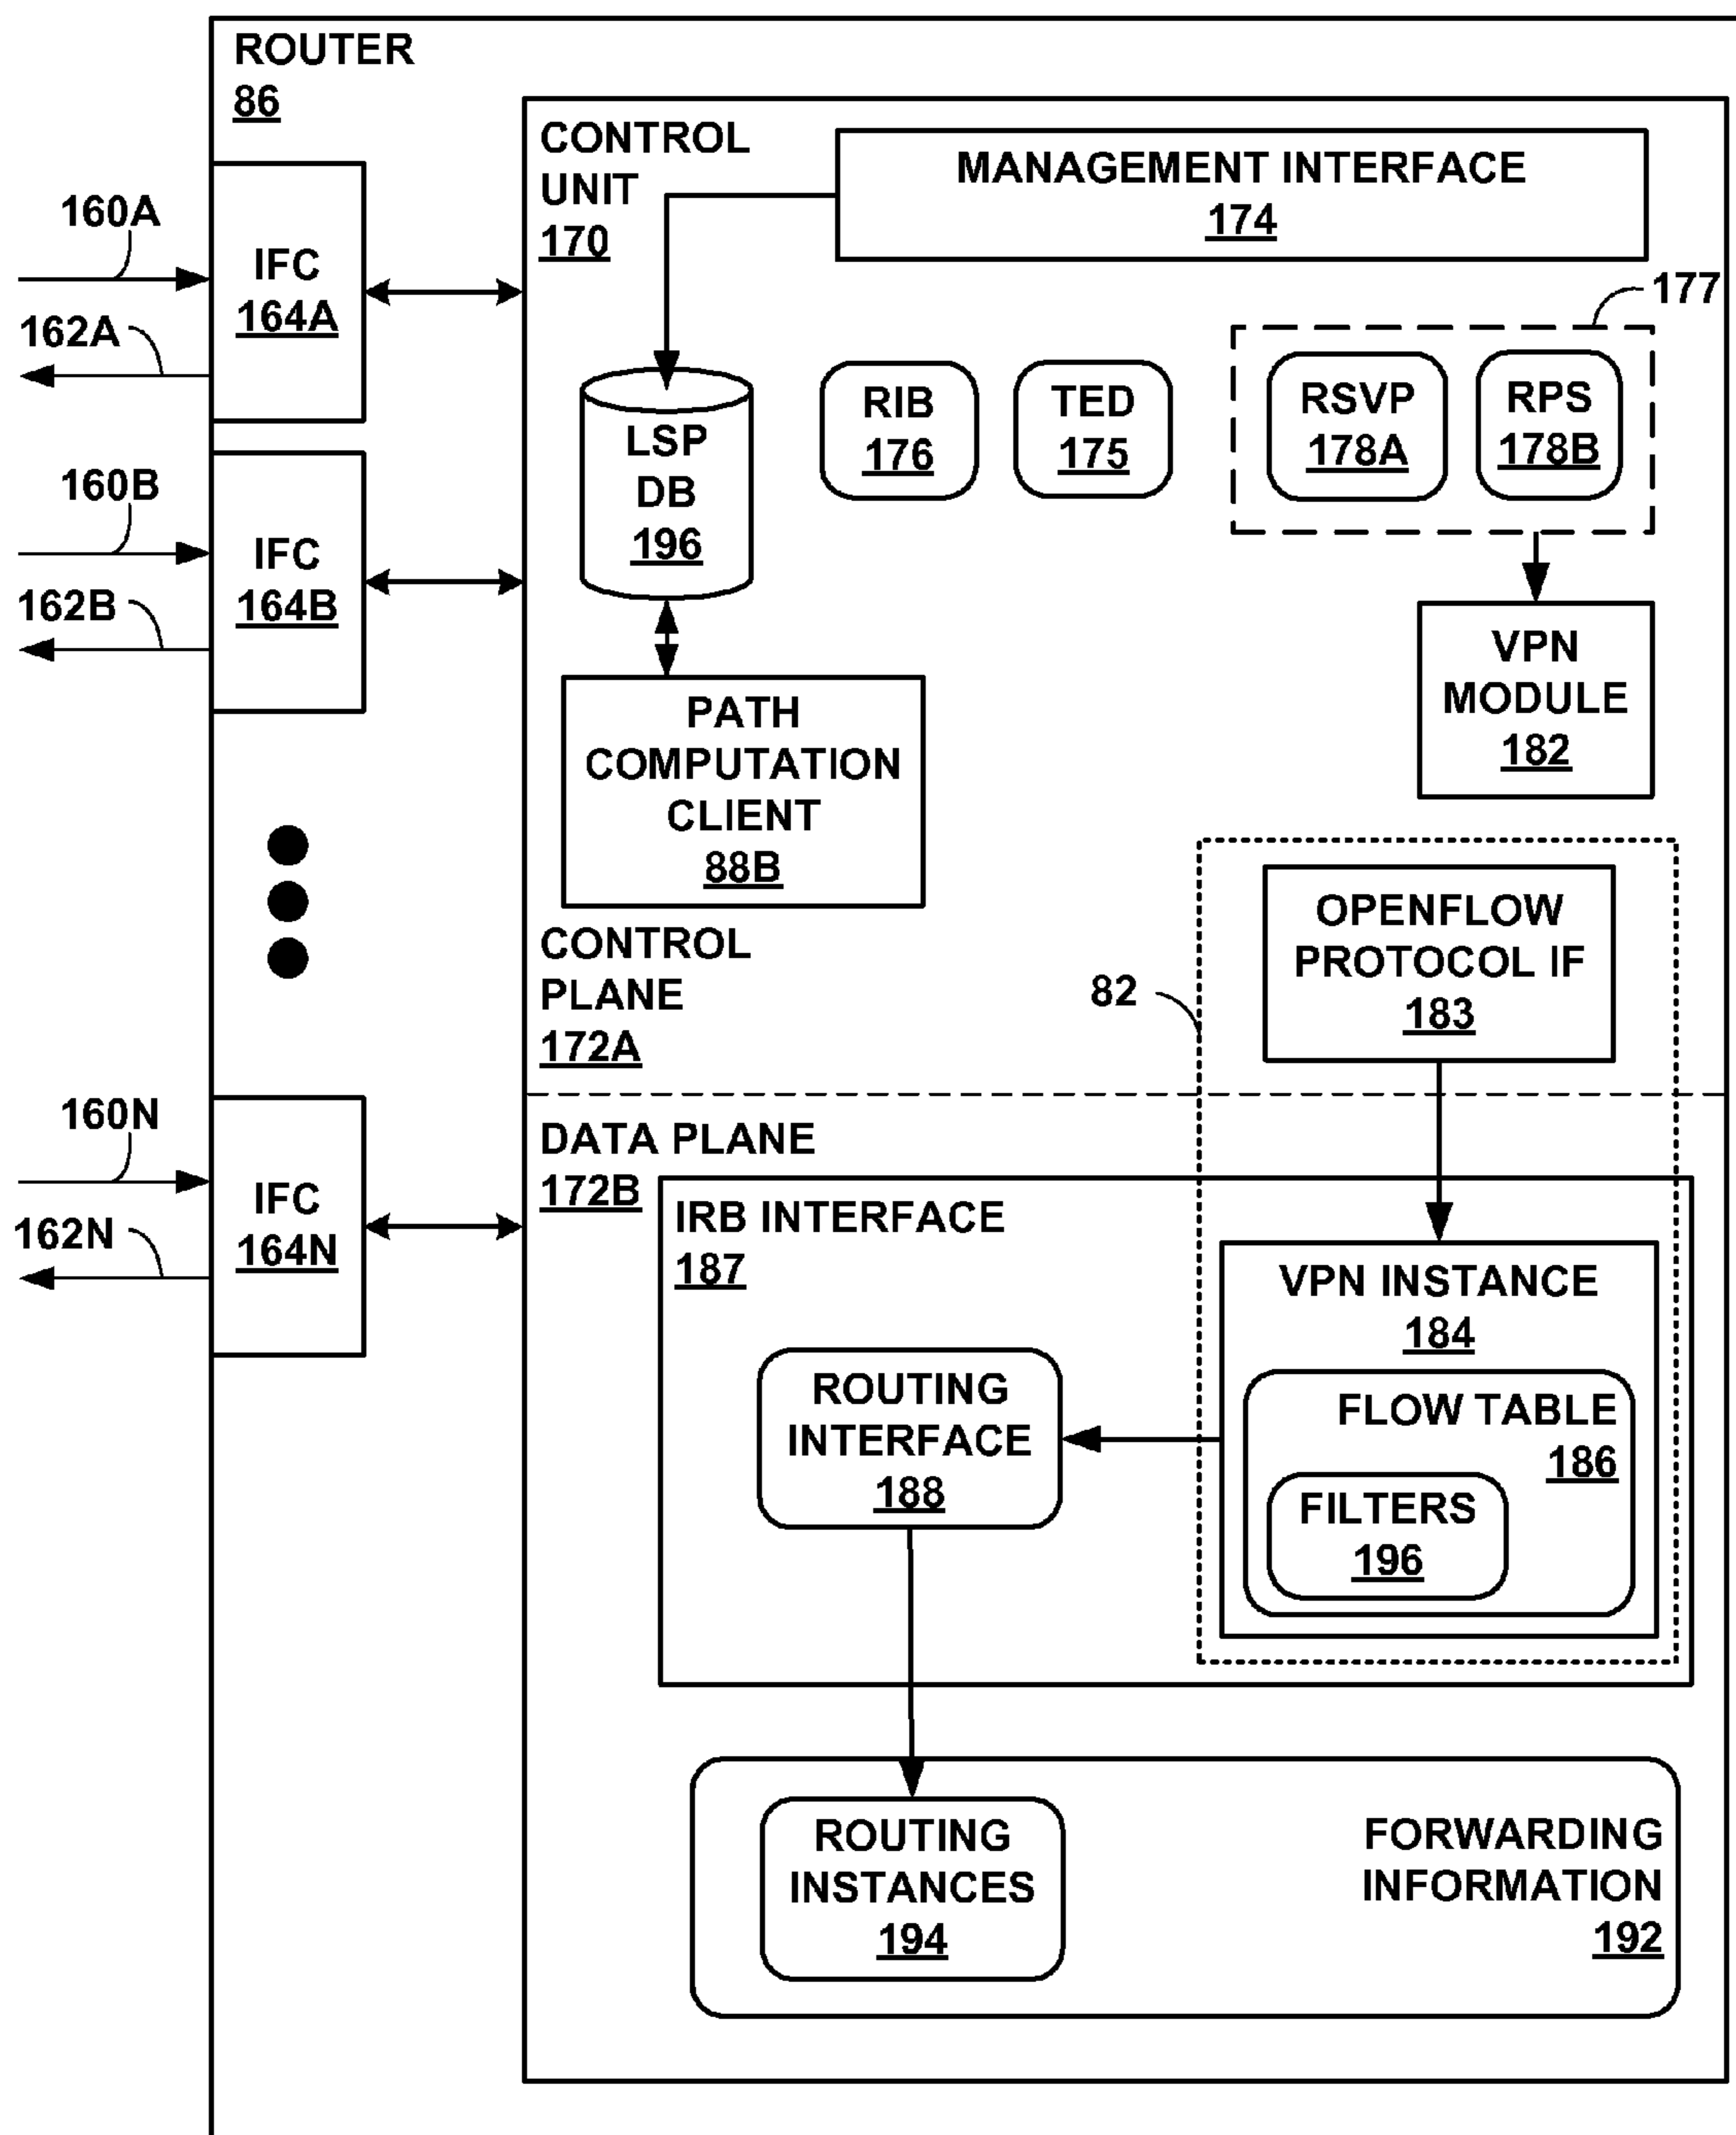 ROUTER
86
CONTROL
UNIT
170
MANAGEMENT INTERFACE
174
160A
162A
IFC
164A
177
LSP
DB
196
RIB
176
TED
175
RSVP
178A
RPS
178B
160B
162B
IFC
164B
VPN
MODULE
182
PATH
COMPUTATION
CLIENT
88B
CONTROL
PLANE
172A
82
OPENFLOW
PROTOCOL IF
183
160N
162N
IFC
164N
DATA PLANE
172B
IRB INTERFACE
187
VPN INSTANCE
184
FLOW TABLE
186
FILTERS
196
ROUTING
INTERFACE
188
ROUTING
INSTANCES
194
FORWARDING
INFORMATION
192